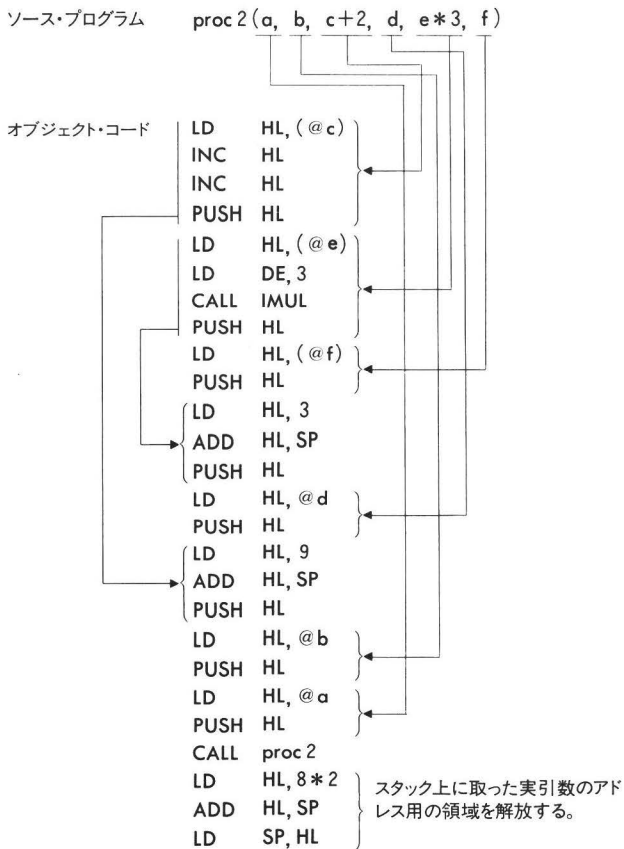 ソース・プログラム proc 2 (a, b, c+2, d, e*3, f)
オブジェクト・コード LD HL, (@c)
INC HL
INC HL
PUSH HL
LD HL, (@e)
LD DE, 3
CALL IMUL
PUSH HL
LD HL, (@f)
PUSH HL
LD HL, 3
ADD HL, SP
PUSH HL
LD HL, @d
PUSH HL
LD HL, 9
ADD HL, SP
PUSH HL
LD HL, @b
PUSH HL
LD HL, @a
PUSH HL
CALL proc 2
LD HL, 8*2
ADD HL, SP
LD SP, HL
スタック上に取った実引数のアド
レス用の領域を解放する。